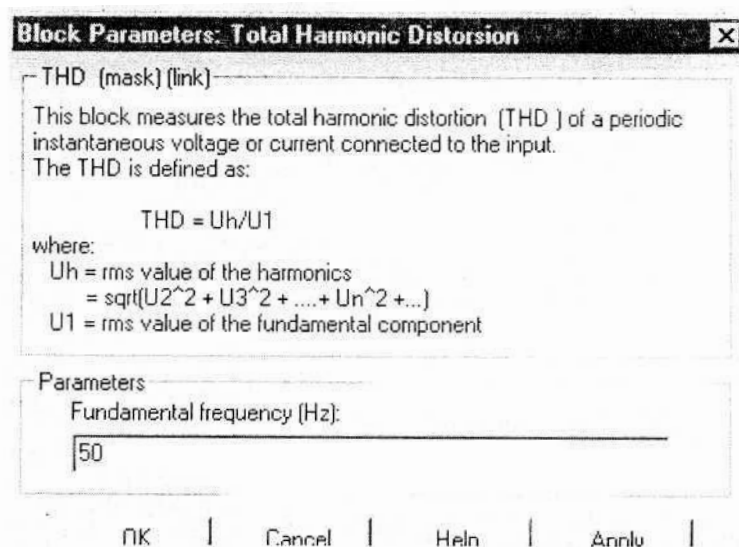 Block Parameters: Total Harmonic Distorsion
THD (mask) (link)
This block measures the total harmonic distortion (THD ) of a periodic
instantaneous voltage or current connected to the input.
The THD is defined as:
THD = Uh/U1
where:
Uh = rms value of the harmonics
= sqrt(U2^2 + U3^2 + ....+ Un^2 +...)
U1 = rms value of the fundamental component
Parameters
Fundamental frequency (Hz):
50
OK Cancel Help Apply